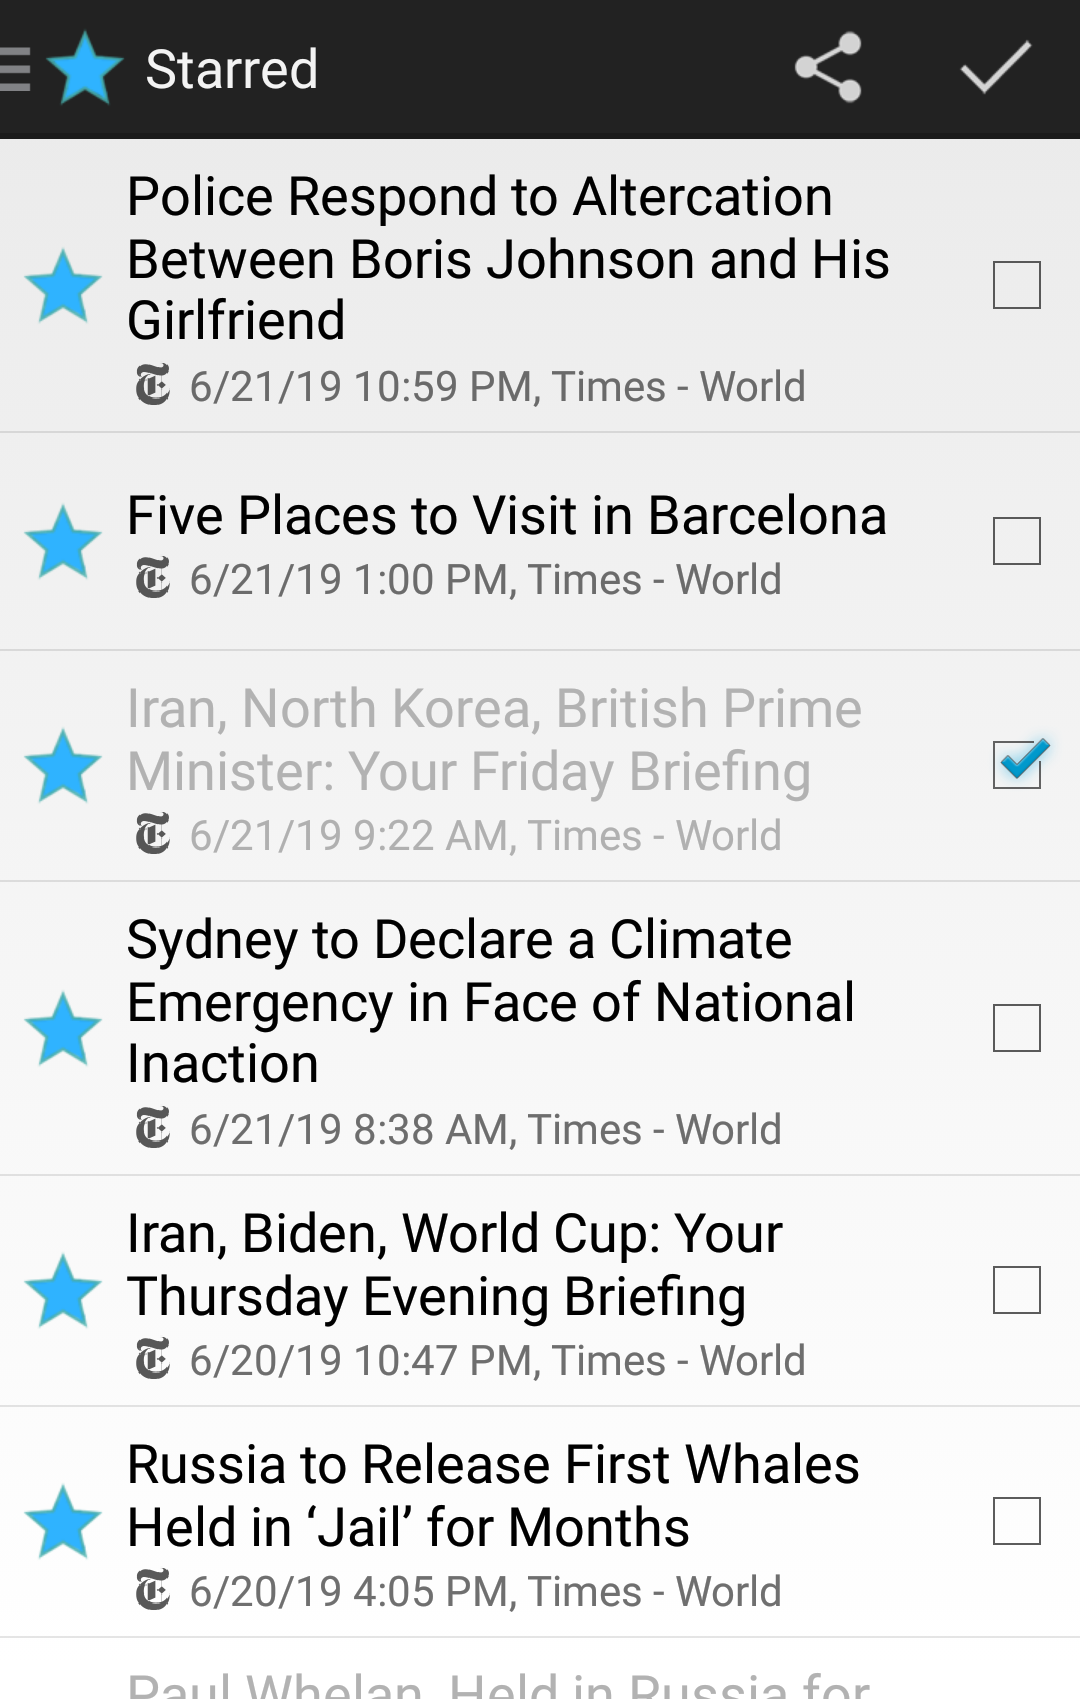 Starred
Police Respond to Altercation
Between Boris Johnson and His
Girlfriend
6/21/19 10:59 PM, Times - World
Five Places to Visit in Barcelona
6/21/19 1:00 PM, Times - World
Iran, North Korea, British Prime
Minister: Your Friday Briefing
6/21/19 9:22 AM, Times - World
Sydney to Declare a Climate
Emergency in Face of National
Inaction
6/21/19 8:38 AM, Times - World
Iran, Biden, World Cup: Your
Thursday Evening Briefing
6/20/19 10:47 PM, Times - World
Russia to Release First Whales
Held in ‘Jail’ for Months
6/20/19 4:05 PM, Times - World
Paul Whelan, Held in Russia for